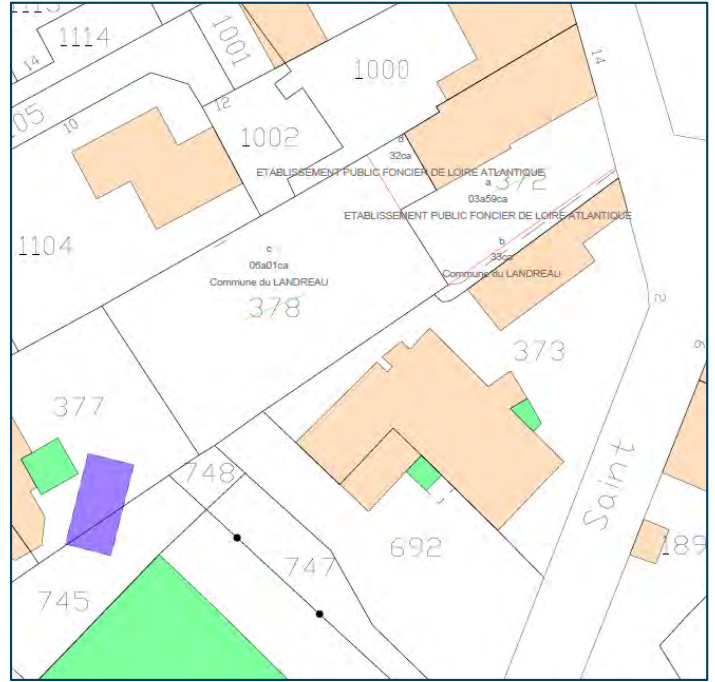 1114
1001
14
1000
14
105
10
12
1002
d
32ca
ETABLISSEMENT PUBLIC FONCIER DE LOIRE ATLANTIQUE
372
a
03a59ca
ETABLISSEMENT PUBLIC FONCIER DE LOIRE ATLANTIQUE
1104
c
06a01ca
Commune du LANDREAU
378
b
33ca
Commune du LANDREAU
2
373
9
377
748
Saint
692
747
189
745